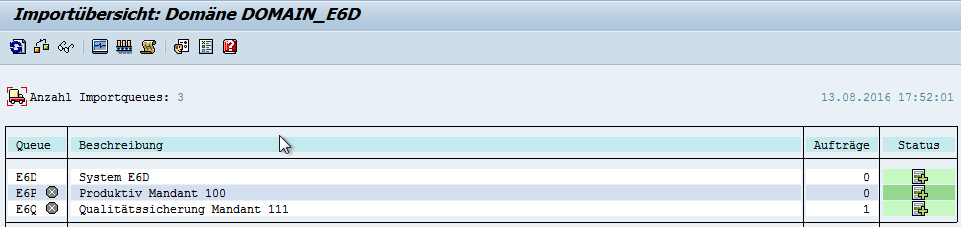 Importübersicht: Domäne DOMAIN_E6D
Anzahl Importqueues: 3 13.08.2016 17:52:01
Queue Beschreibung Aufträge Status
E6D System E6D 0
E6P Produktiv Mandant 100 0
E6Q Qualitätssicherung Mandant 111 1